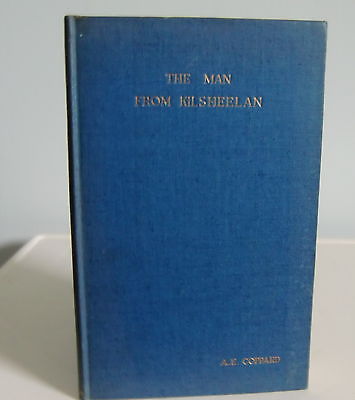 THE MAN
FROM KILSHEELAN
A.E. COPPARD